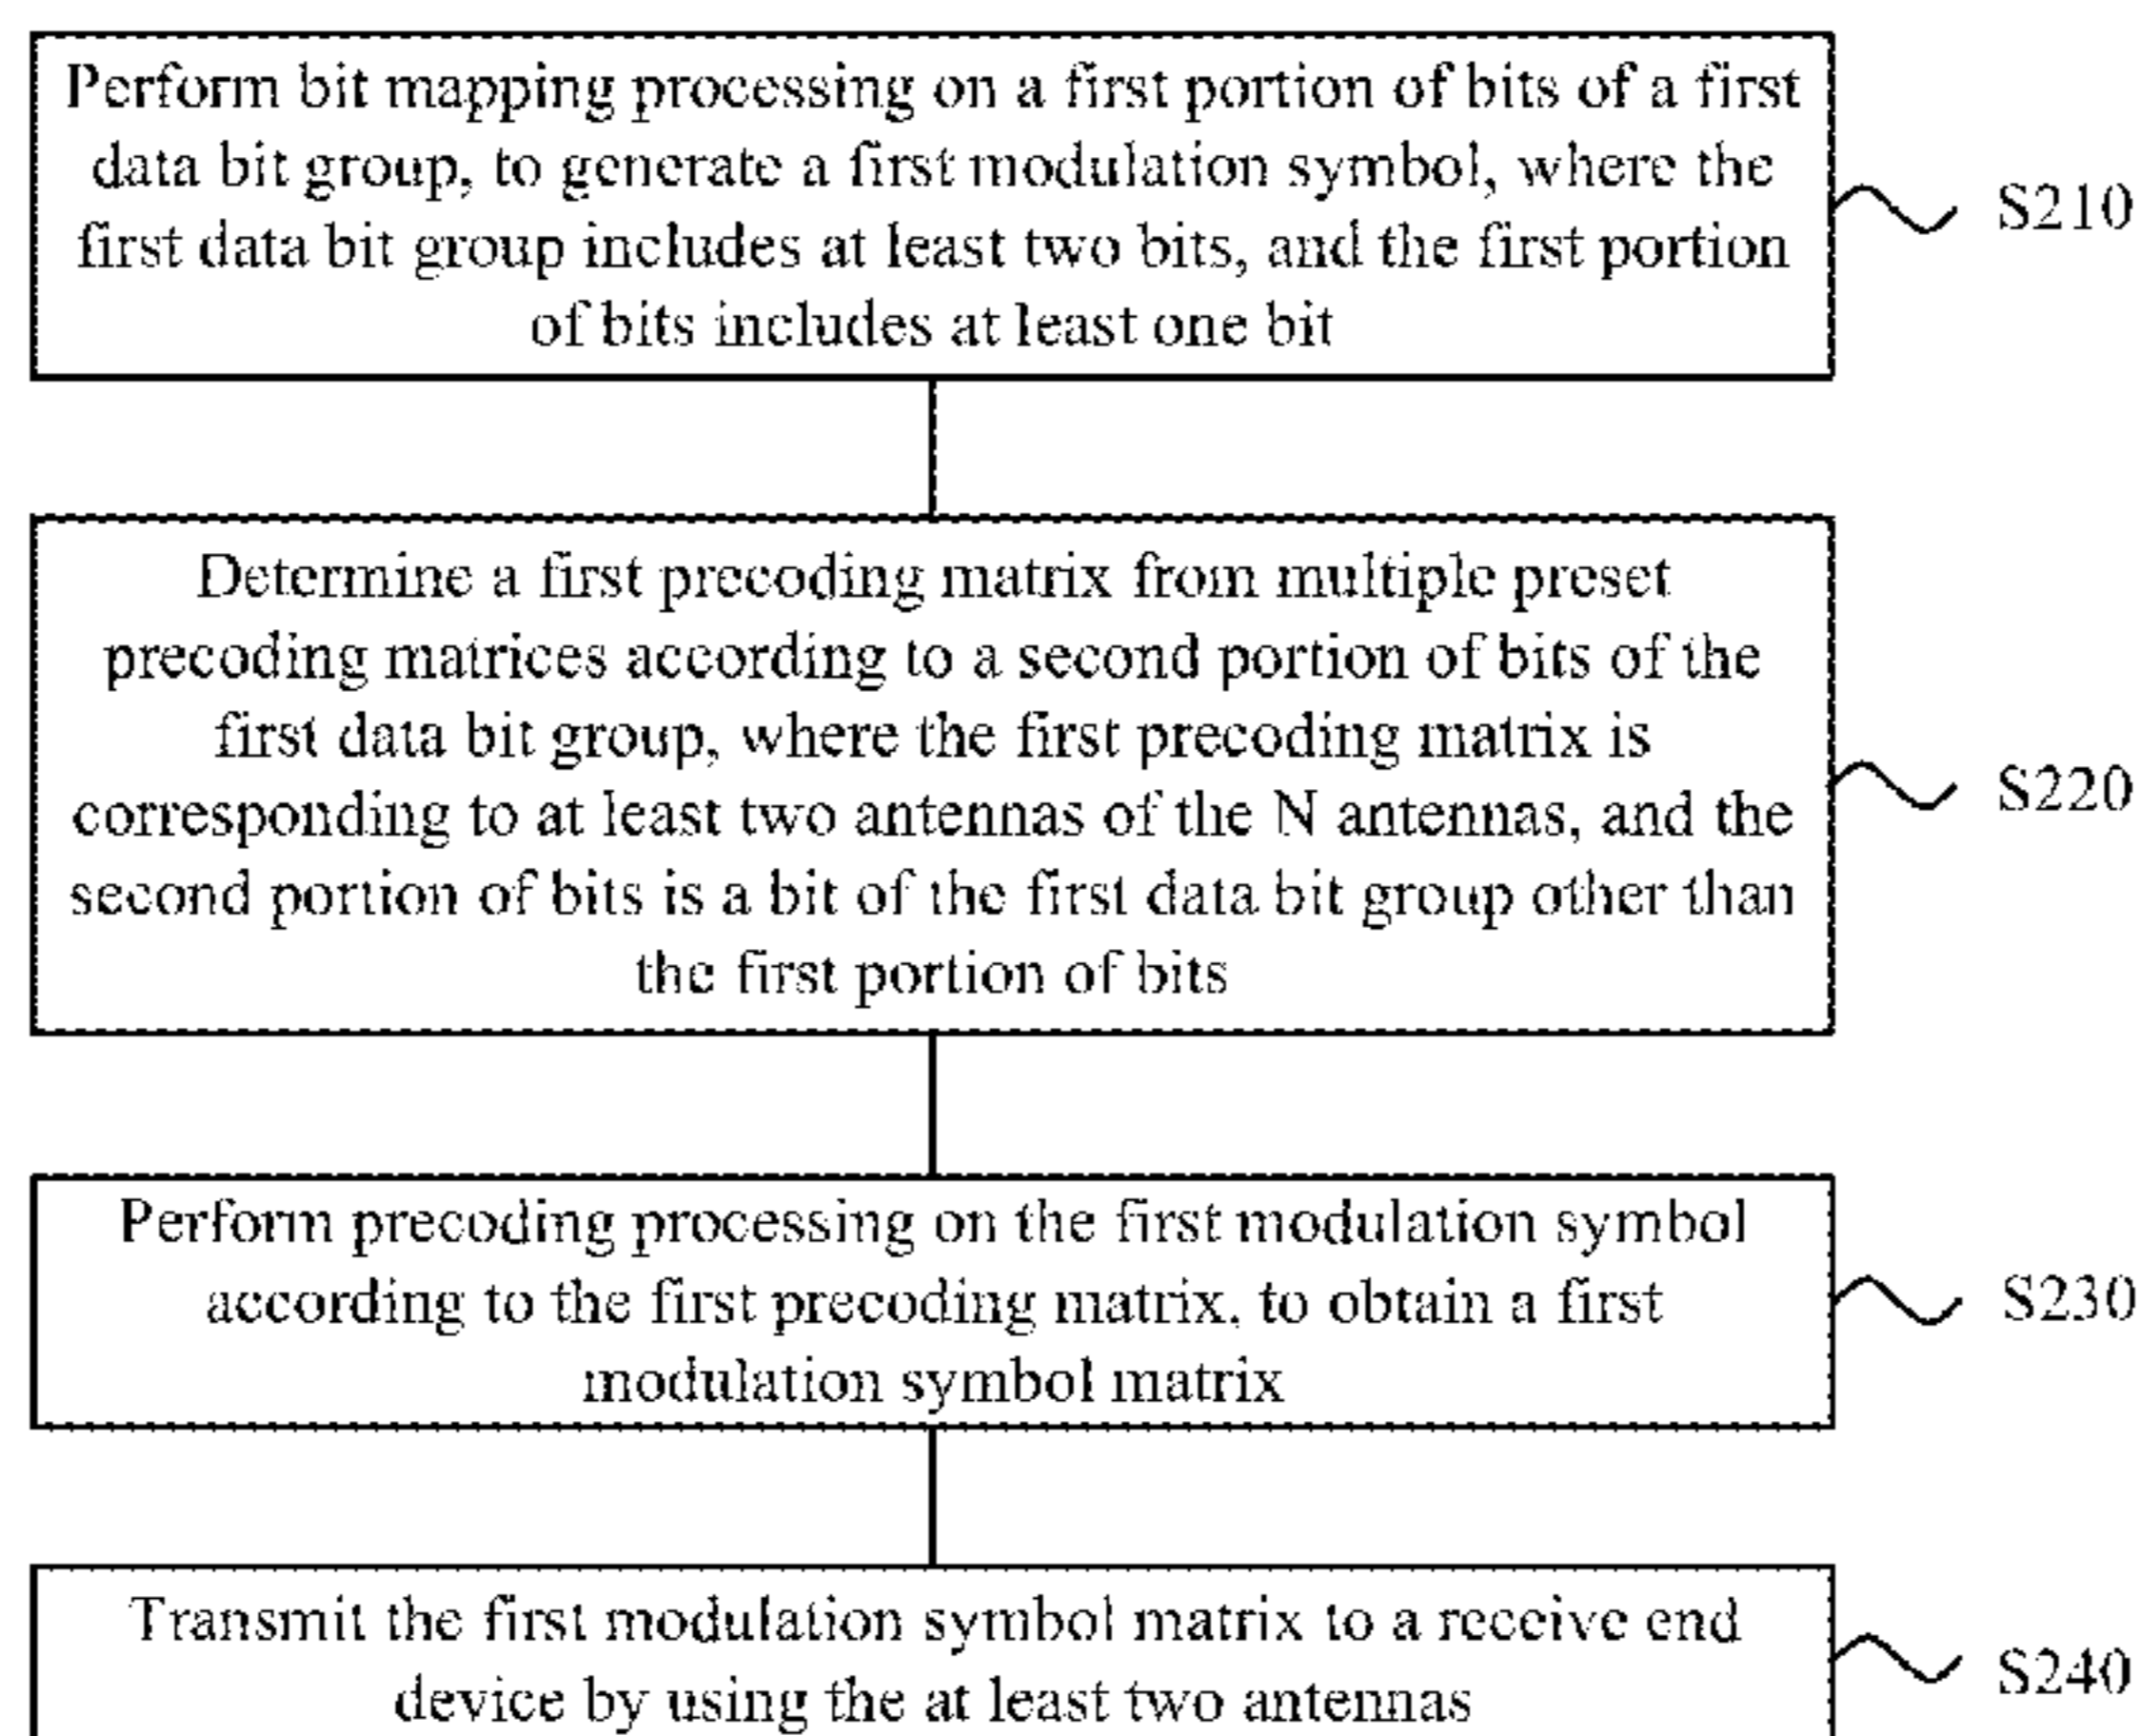 Perform bit mapping processing on a first portion of bits of a first
data bit group, to generate a first modulation symbol, where the
first data bit group includes at least two bits, and the first portion
of bits includes at least one bit
S210
Determine a first precoding matrix from multiple preset
precoding matrices according to a second portion of bits of the
first data bit group, where the first precoding matrix is
corresponding to at least two antennas of the N antennas, and the
second portion of bits is a bit of the first data bit group other than
the first portion of bits
S220
Perform precoding processing on the first modulation symbol
according to the first precoding matrix, to obtain a first
modulation symbol matrix
S230
Transmit the first modulation symbol matrix to a receive end
device by using the at least two antennas
S240